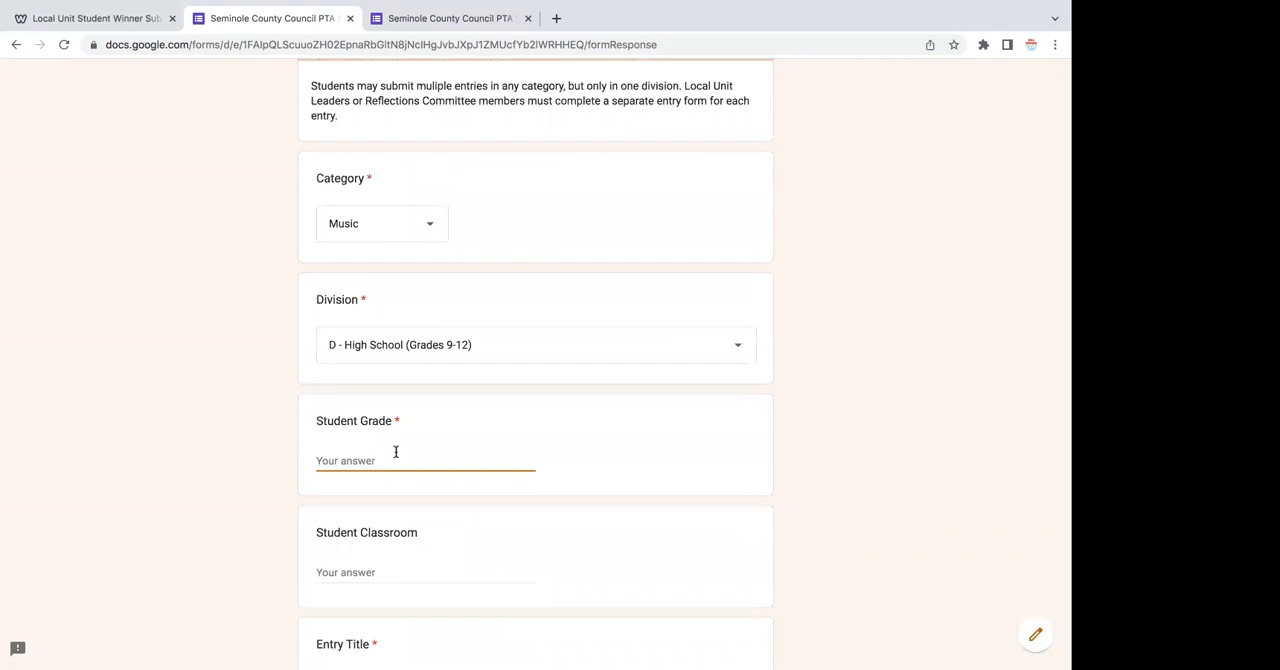 Local Unit Student Winner Sub
Seminole County Council PTA
Seminole County Council PTA
docs.google.com/forms/d/e/1FAIpQLScuuoZH02EpnaRbGltN8jNcIHgJvbJXpJ1ZMUcfYb2lWRHHEQ/formResponse
Students may submit muliple entries in any category, but only in one division. Local Unit
Leaders or Reflections Committee members must complete a separate entry form for each
entry.
Category *
Music
Division *
D - High School (Grades 9-12)
Student Grade *
Your answer
Student Classroom
Your answer
Entry Title *